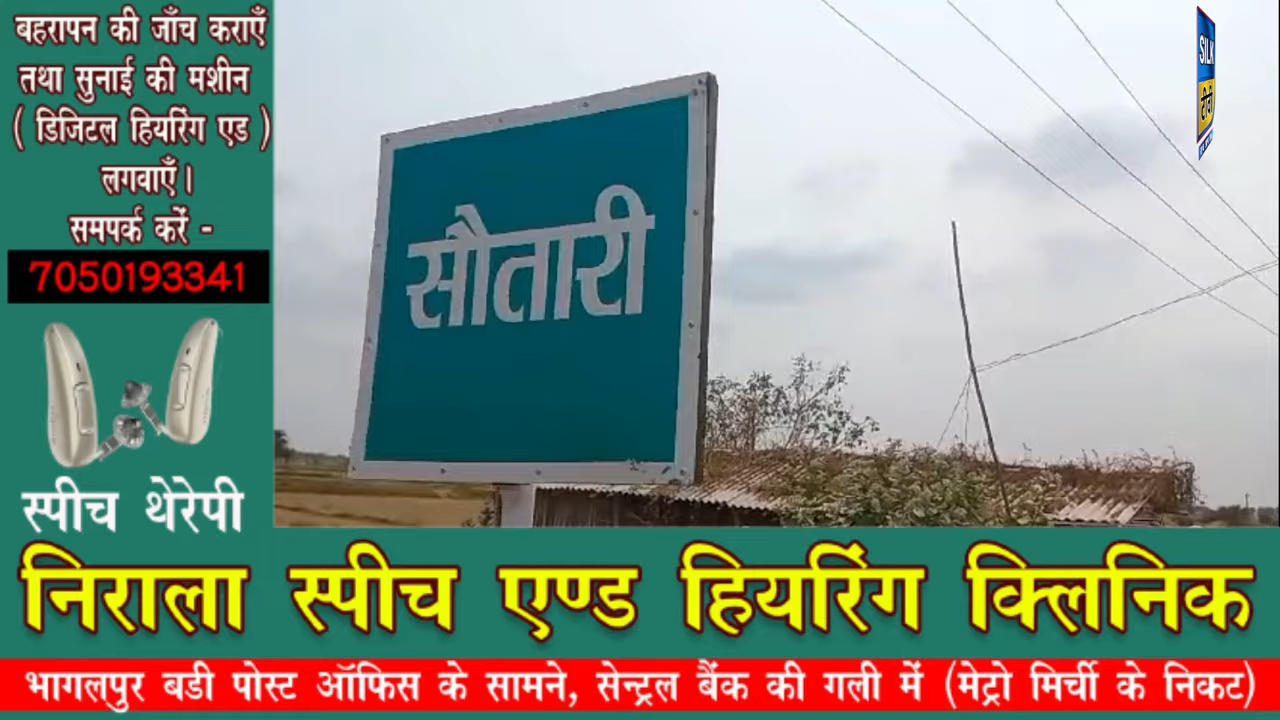 बहरापन की जाँच कराएँ
तथा सुनाई की मशीन
( डिजिटल हियरिंग एड )
लगवाएँ।
समपर्क करें -
7050193341
स्पीच थेरेपी
सौतारी
SILK
टीवी
निराला स्पीच एण्ड हियरिंग क्लिनिक
भागलपुर बडी पोस्ट ऑफिस के सामने, सेन्ट्रल बैंक की गली में (मेट्रो मिर्ची के निकट)